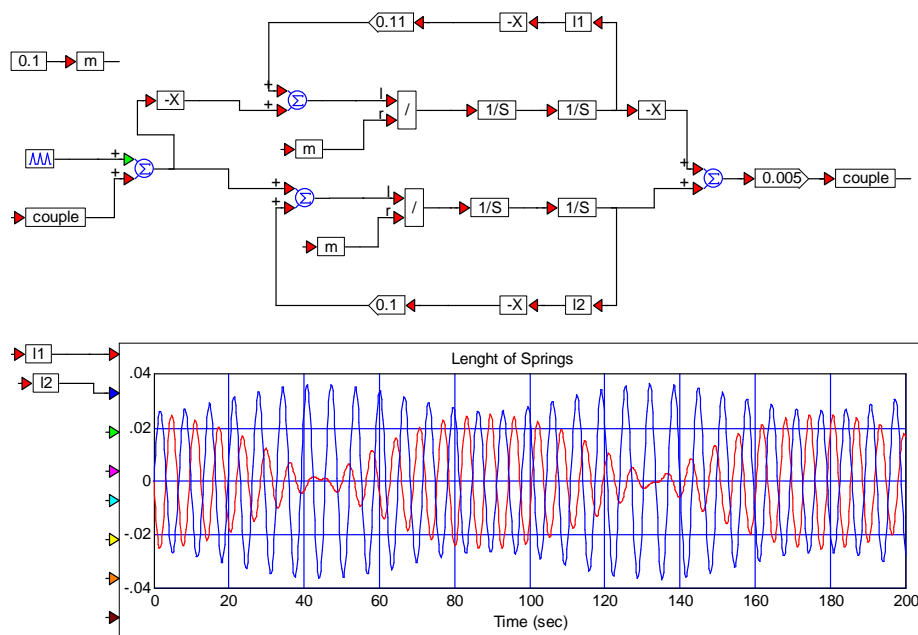 0.11 -X l1
0.1 m
-X + + Σ l r / 1/S 1/S -X
m
+ + Σ + + Σ 0.005 couple
couple
+ + Σ l r / 1/S 1/S
m
0.1 -X l2
l1
l2
Lenght of Springs
.04
.02
0
-.02
-.04
0 20 40 60 80 100 120 140 160 180 200
Time (sec)